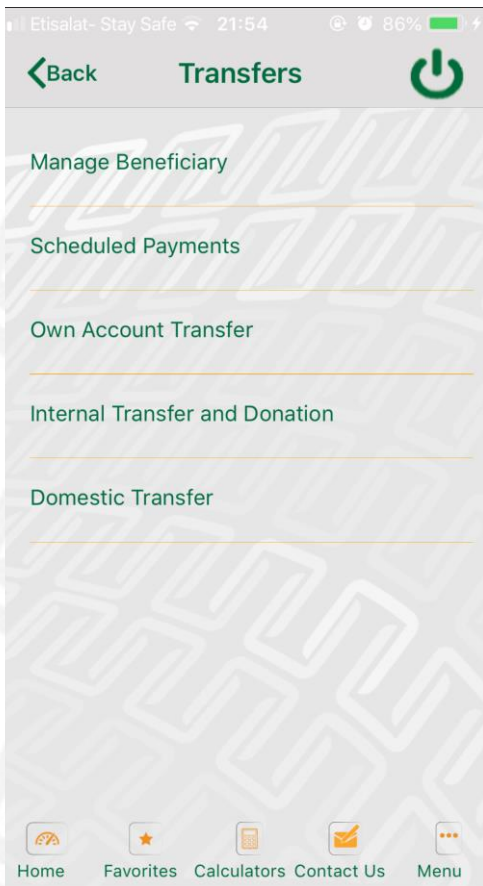 Etisalat- Stay Safe 21:54 86%
Back Transfers
Manage Beneficiary
Scheduled Payments
Own Account Transfer
Internal Transfer and Donation
Domestic Transfer
Home Favorites Calculators Contact Us Menu